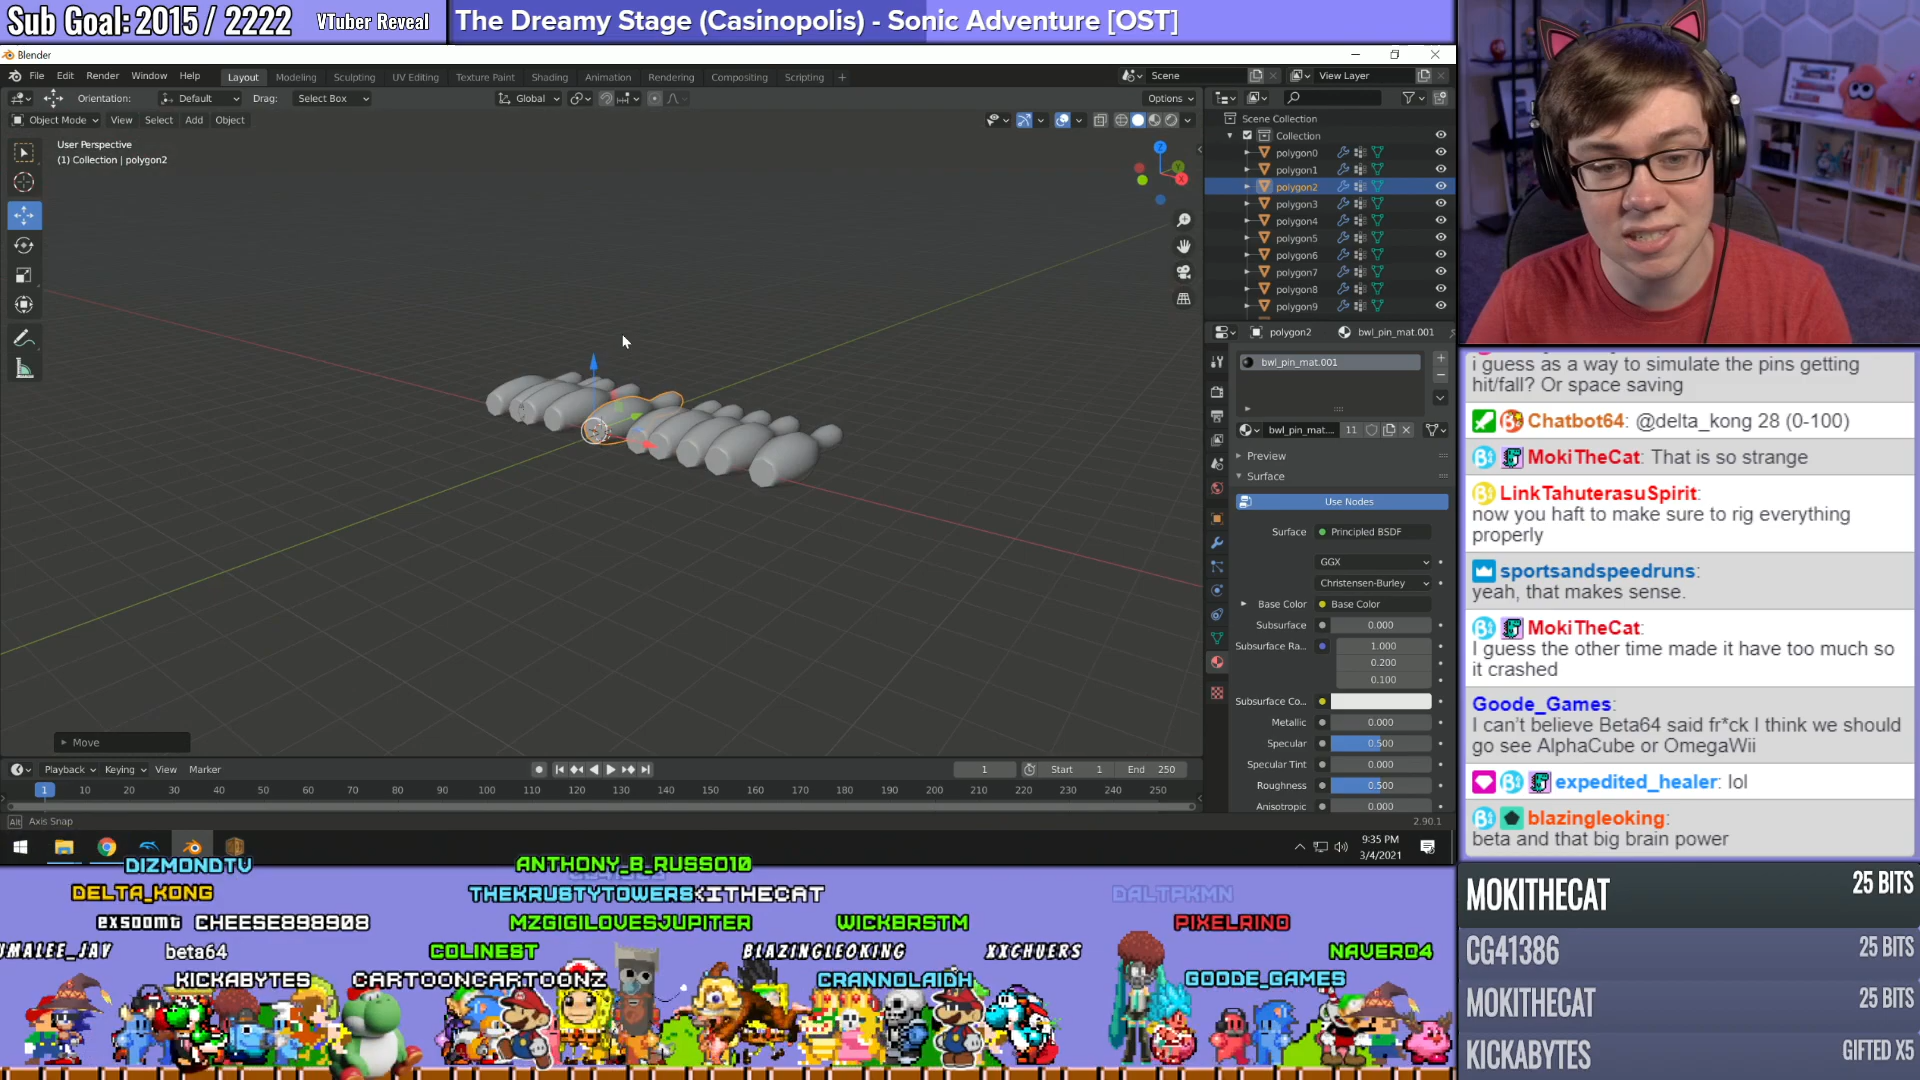 Sub Goal: 2015 / 2222
VTuber Reveal
The Dreamy Stage (Casinopolis) - Sonic Adventure [OST]
Blender
File Edit Render Window Help
Layout Modeling Sculpting UV Editing Texture Paint Shading Animation Rendering Compositing Scripting +
Scene
View Layer
Orientation: Default Drag: Select Box
Global
Options
Object Mode View Select Add Object
User Perspective
(1) Collection | polygon2
Z
Y
X
Scene Collection
Collection
polygon0
polygon1
polygon2
polygon3
polygon4
polygon5
polygon6
polygon7
polygon8
polygon9
polygon2 bwl_pin_mat.001
bwl_pin_mat.001
bwl_pin_mat.... 11
Preview
Surface
Use Nodes
Surface Principled BSDF
GGX
Christensen-Burley
Base Color Base Color
Subsurface 0.000
Subsurface Ra... 1.000
0.200
0.100
Subsurface Co...
Metallic 0.000
Specular 0.500
Specular Tint 0.000
Roughness 0.500
Anisotropic 0.000
Move
Playback Keying View Marker
1
Start 1
End 250
1 10 20 30 40 50 60 70 80 90 100 110 120 130 140 150 160 170 180 190 200 210 220 230 240 250
Alt Axis Snap
2.90.1
9:35 PM
3/4/2021
i guess as a way to simulate the pins getting
hit/fall? Or space saving
Chatbot64: @delta_kong 28 (0-100)
MokiTheCat: That is so strange
LinkTahuterasuSpirit:
now you haft to make sure to rig everything
properly
sportsandspeedruns:
yeah, that makes sense.
MokiTheCat:
I guess the other time made it have too much so
it crashed
Goode_Games:
I can't believe Beta64 said fr*ck I think we should
go see AlphaCube or OmegaWii
expedited_healer: lol
blazingleoking:
beta and that big brain power
MOKITHECAT 25 BITS
CG41386 25 BITS
MOKITHECAT 25 BITS
KICKABYTES GIFTED X5
DIZMONDTV
ANTHONY_B_RUSSO10
DELTA_KONG
THEKRUSTYTOWERS
KITHECAT
DALTPKMN
ex500mt
CHEESE898908
MZGIGILOVESJUPITER
WICKBRSTM
PIXELRINO
UMALEE_JAY
beta64
COLINEST
BLAZINGLEOKING
XXCHUERS
NAVER04
KICKABYTES
CARTOONCARTOONZ
CRANNOLAIDH
GOODE_GAMES